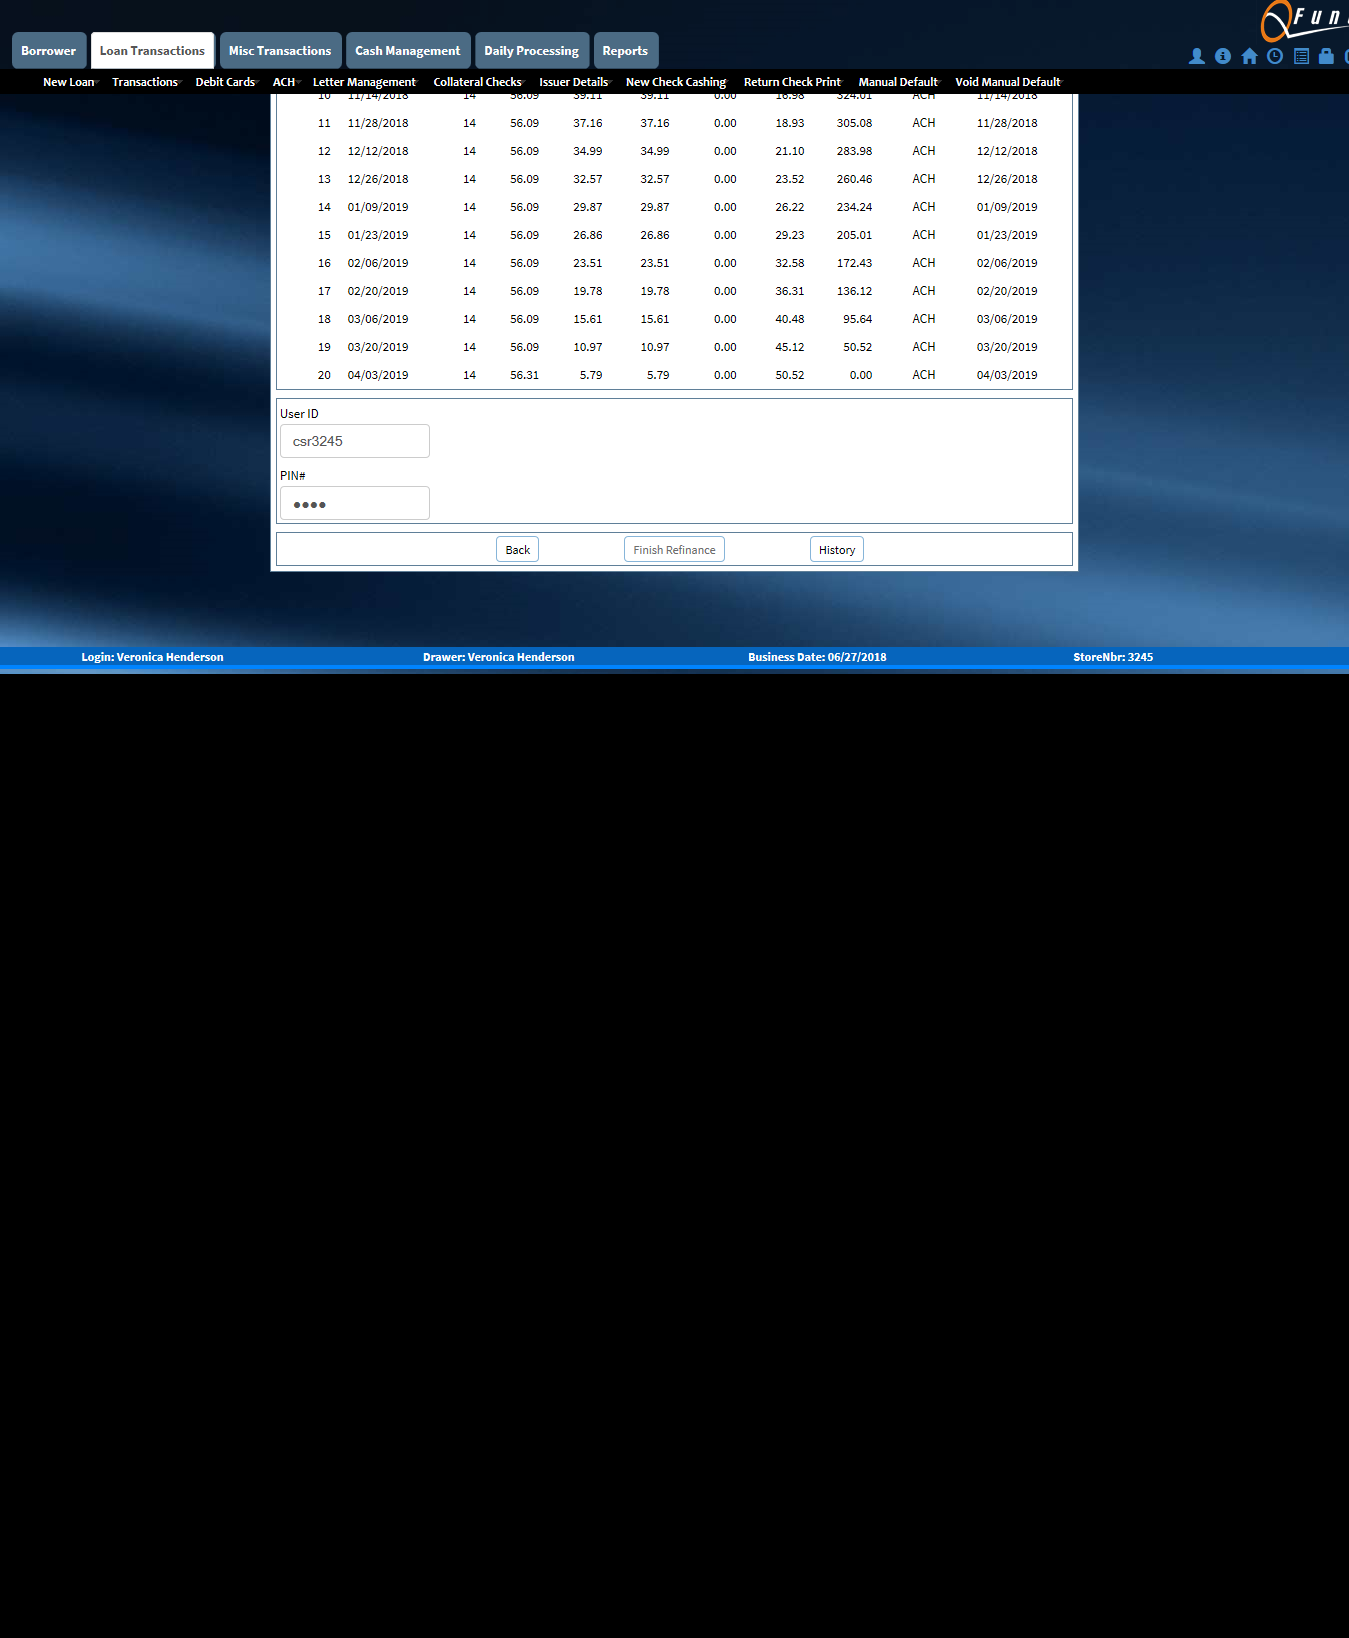 Fun
Borrower Loan Transactions Misc Transactions Cash Management Daily Processing Reports
New Loan Transactions Debit Cards ACH Letter Management Collateral Checks Issuer Details New Check Cashing Return Check Print Manual Default Void Manual Default
10 11/14/2018 14 56.09 39.11 39.11 0.00 16.98 324.01 ACH 11/14/2018
11 11/28/2018 14 56.09 37.16 37.16 0.00 18.93 305.08 ACH 11/28/2018
12 12/12/2018 14 56.09 34.99 34.99 0.00 21.10 283.98 ACH 12/12/2018
13 12/26/2018 14 56.09 32.57 32.57 0.00 23.52 260.46 ACH 12/26/2018
14 01/09/2019 14 56.09 29.87 29.87 0.00 26.22 234.24 ACH 01/09/2019
15 01/23/2019 14 56.09 26.86 26.86 0.00 29.23 205.01 ACH 01/23/2019
16 02/06/2019 14 56.09 23.51 23.51 0.00 32.58 172.43 ACH 02/06/2019
17 02/20/2019 14 56.09 19.78 19.78 0.00 36.31 136.12 ACH 02/20/2019
18 03/06/2019 14 56.09 15.61 15.61 0.00 40.48 95.64 ACH 03/06/2019
19 03/20/2019 14 56.09 10.97 10.97 0.00 45.12 50.52 ACH 03/20/2019
20 04/03/2019 14 56.31 5.79 5.79 0.00 50.52 0.00 ACH 04/03/2019
User ID
csr3245
PIN#
••••
Back Finish Refinance History
Login: Veronica Henderson Drawer: Veronica Henderson Business Date: 06/27/2018 StoreNbr: 3245